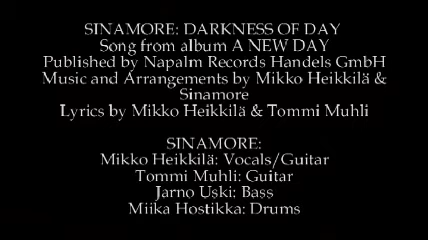 SINAMORE: DARKNESS OF DAY
Song from album A NEW DAY
Published by Napalm Records Handels GmbH
Music and Arrangements by Mikko Heikkilä &
Sinamore
Lyrics by Mikko Heikkilä & Tommi Muhli
SINAMORE:
Mikko Heikkilä: Vocals/Guitar
Tommi Muhli: Guitar
Jarno Uski: Bass
Miika Hostikka: Drums